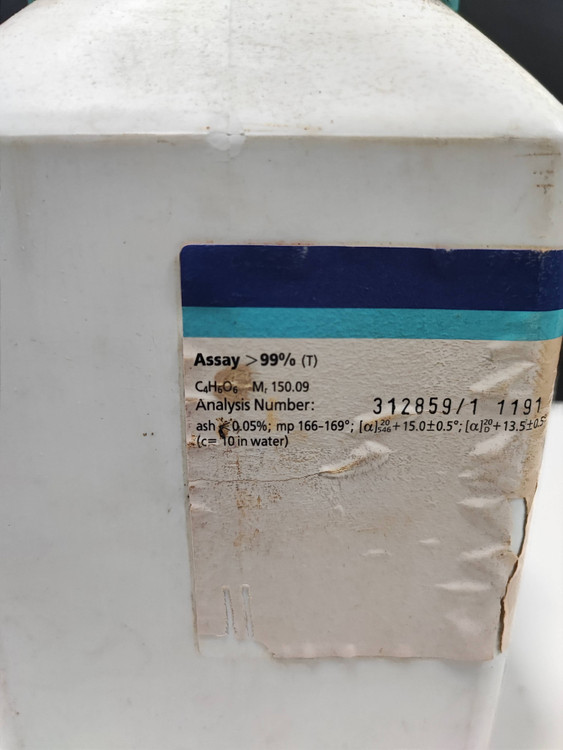 Assay >99% (T)
C₄H₆O₆ Mᵣ 150.09
Analysis Number: 312859/1 1191
ash < 0.05%; mp 166–169°; [α]²⁰₅₄₆ +15.0±0.5°; [α]²⁰D +13.5±0.5°
(c= 10 in water)